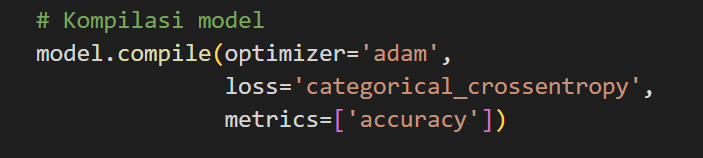 # Kompilasi model
model.compile(optimizer='adam',
              loss='categorical_crossentropy',
              metrics=['accuracy'])